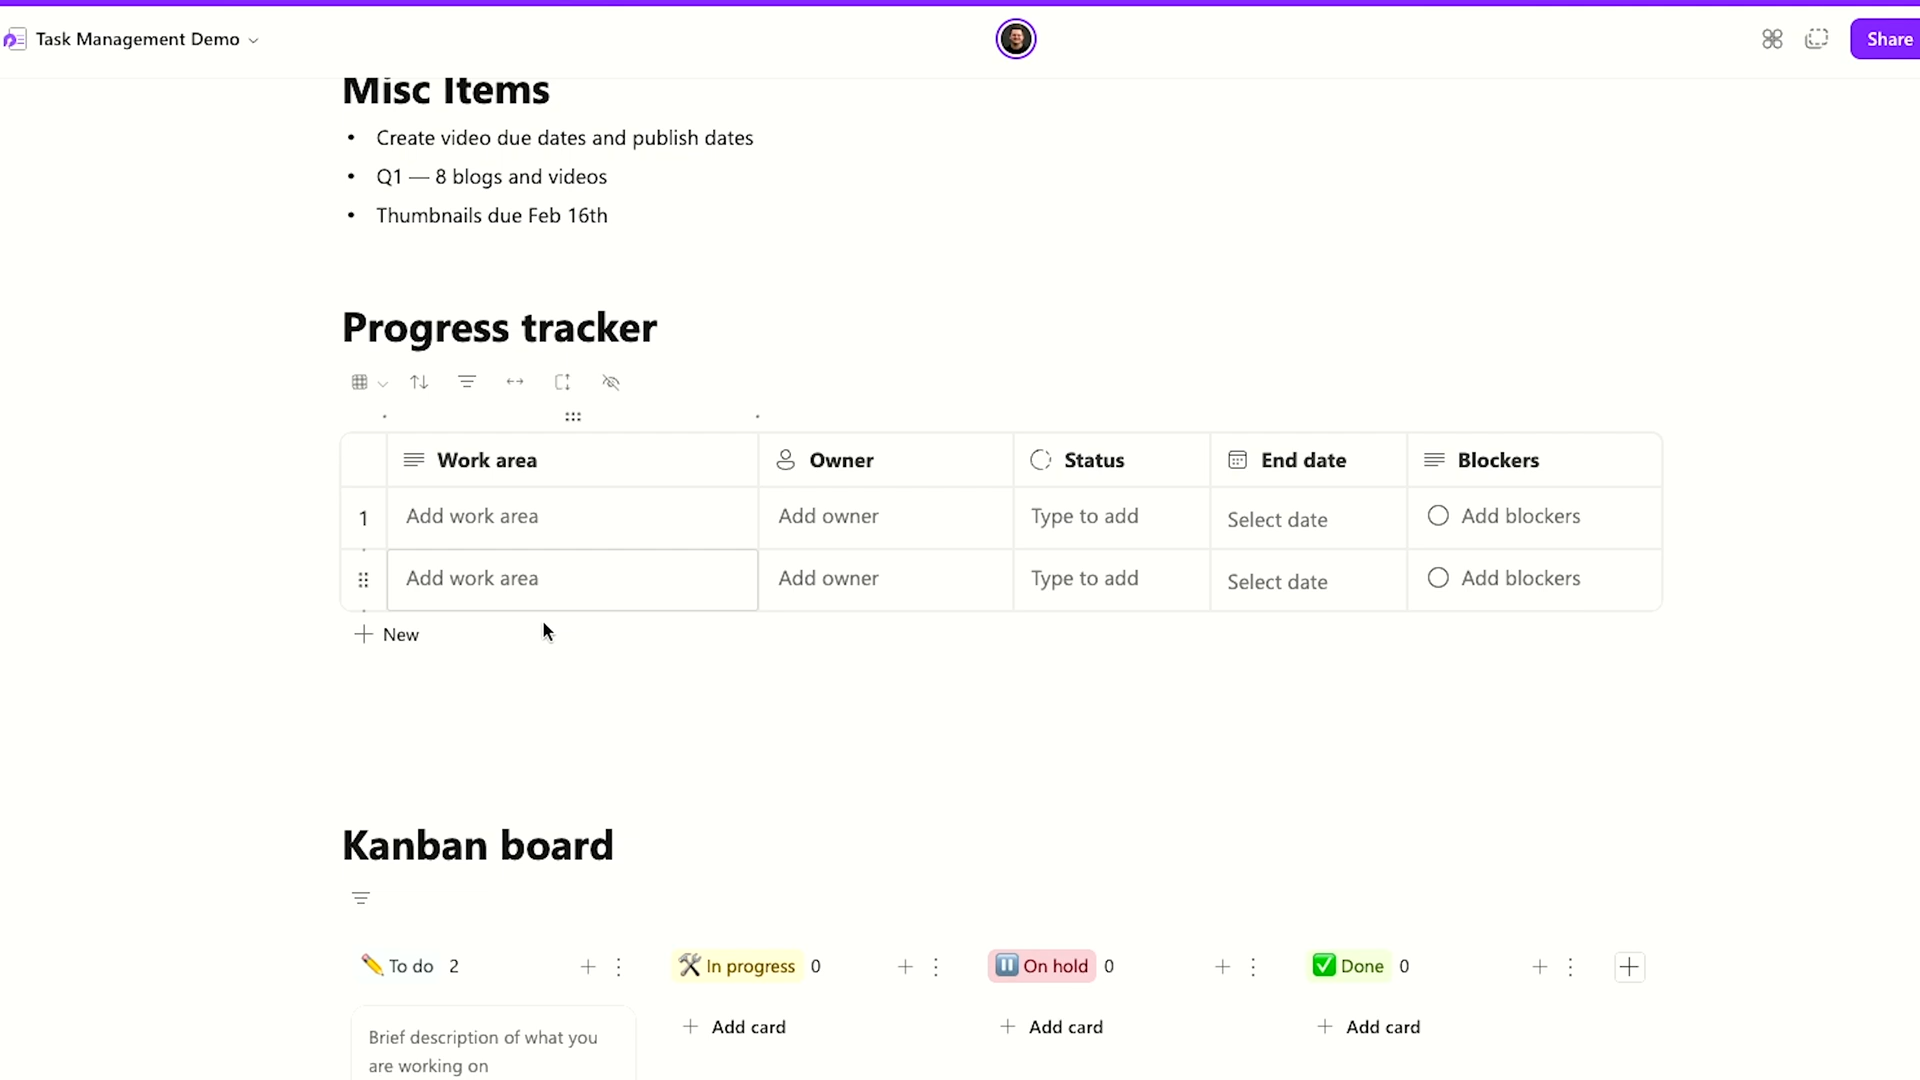 Task Management Demo
Share
Misc Items
• Create video due dates and publish dates
• Q1 — 8 blogs and videos
• Thumbnails due Feb 16th
Progress tracker
Work area Owner Status End date Blockers
1 Add work area Add owner Type to add Select date Add blockers
Add work area Add owner Type to add Select date Add blockers
New
Kanban board
To do 2 In progress 0 On hold 0 Done 0
Add card Add card Add card
Brief description of what you
are working on